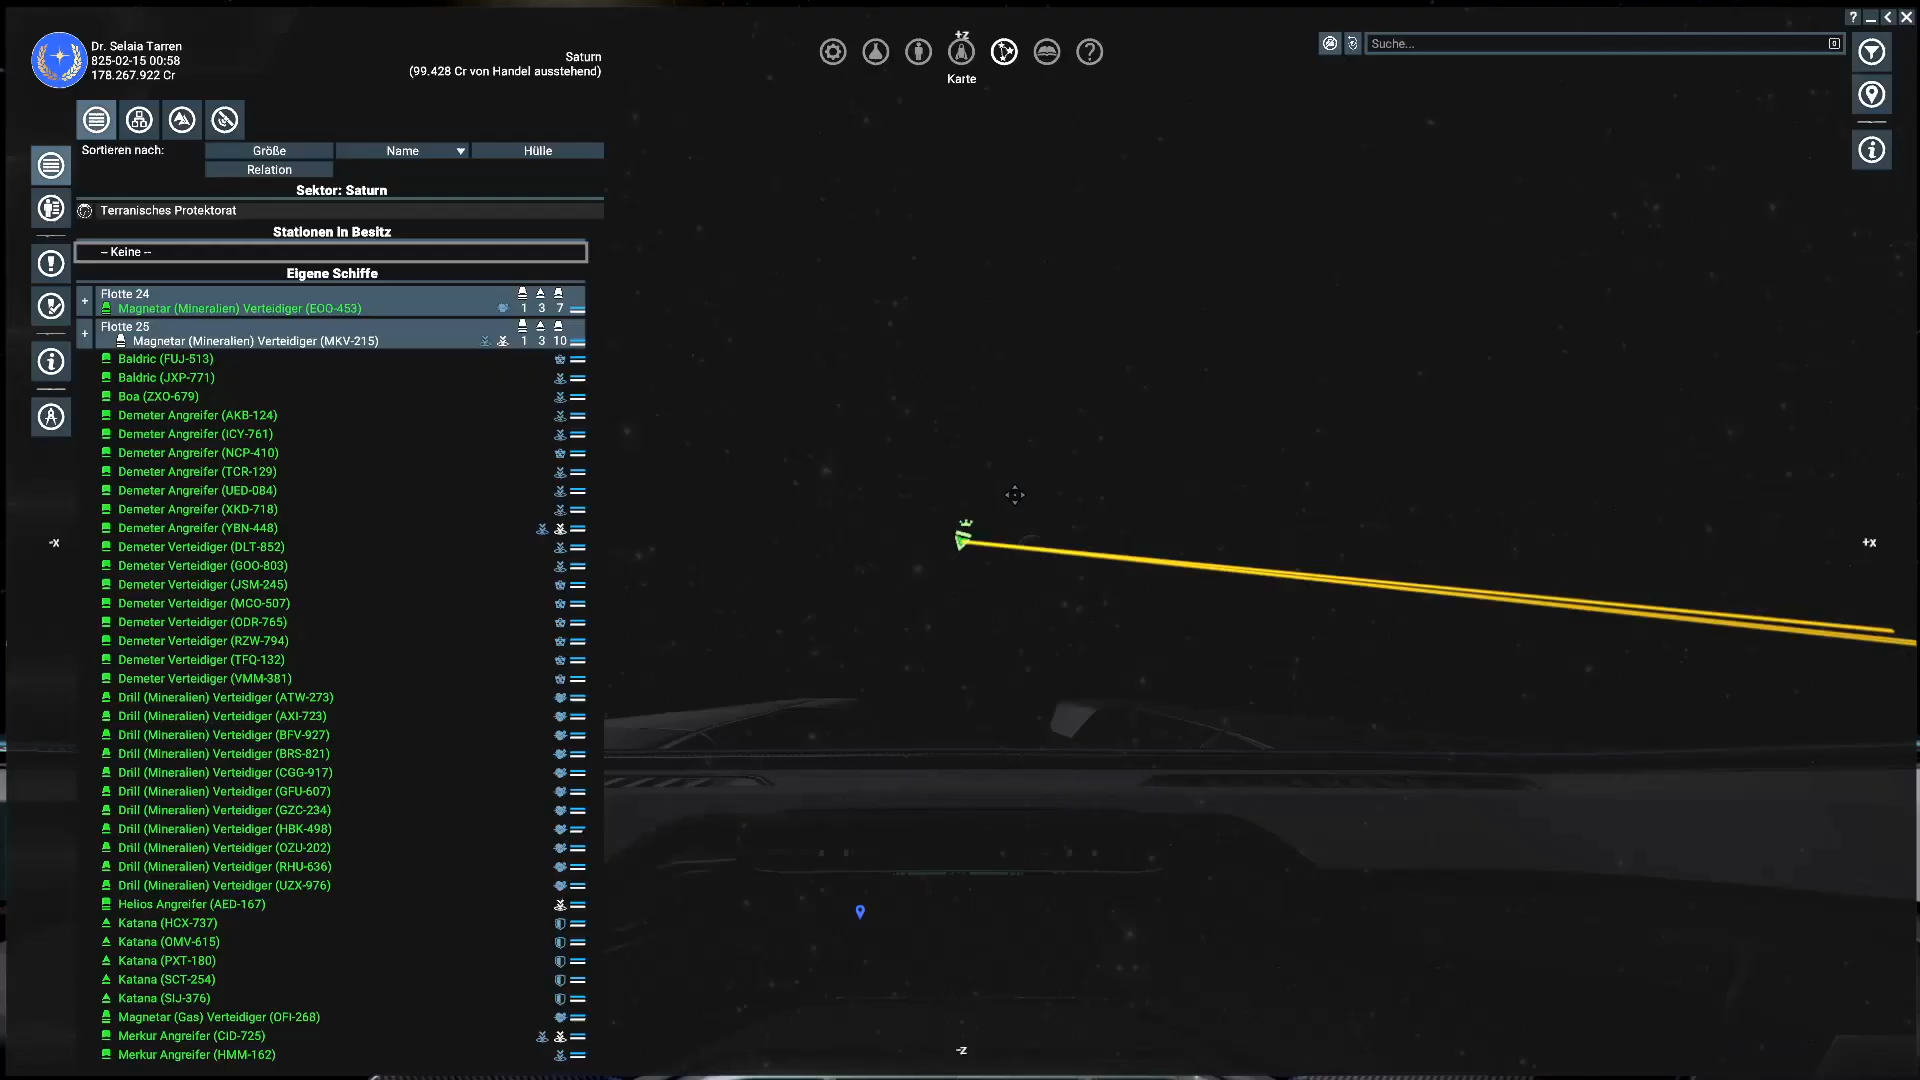 Dr. Selaia Tarren
825-02-15 00:58
178.267.922 Cr
Saturn
(99.428 Cr von Handel ausstehend)
+z
Karte
Suche...
Sortieren nach:
Größe
Name
Hülle
Relation
Sektor: Saturn
Terranisches Protektorat
Stationen in Besitz
-- Keine --
Eigene Schiffe
Flotte 24
Magnetar (Mineralien) Verteidiger (EOO-453) 1 3 7
Flotte 25
Magnetar (Mineralien) Verteidiger (MKV-215) 1 3 10
Baldric (FUJ-513)
Baldric (JXP-771)
Boa (ZXO-679)
Demeter Angreifer (AKB-124)
Demeter Angreifer (ICY-761)
Demeter Angreifer (NCP-410)
Demeter Angreifer (TCR-129)
Demeter Angreifer (UED-084)
Demeter Angreifer (XKD-718)
Demeter Angreifer (YBN-448)
Demeter Verteidiger (DLT-852)
Demeter Verteidiger (GOO-803)
Demeter Verteidiger (JSM-245)
Demeter Verteidiger (MCO-507)
Demeter Verteidiger (ODR-765)
Demeter Verteidiger (RZW-794)
Demeter Verteidiger (TFQ-132)
Demeter Verteidiger (VMM-381)
Drill (Mineralien) Verteidiger (ATW-273)
Drill (Mineralien) Verteidiger (AXI-723)
Drill (Mineralien) Verteidiger (BFV-927)
Drill (Mineralien) Verteidiger (BRS-821)
Drill (Mineralien) Verteidiger (CGG-917)
Drill (Mineralien) Verteidiger (GFU-607)
Drill (Mineralien) Verteidiger (GZC-234)
Drill (Mineralien) Verteidiger (HBK-498)
Drill (Mineralien) Verteidiger (OZU-202)
Drill (Mineralien) Verteidiger (RHU-636)
Drill (Mineralien) Verteidiger (UZX-976)
Helios Angreifer (AED-167)
Katana (HCX-737)
Katana (OMV-615)
Katana (PXT-180)
Katana (SCT-254)
Katana (SIJ-376)
Magnetar (Gas) Verteidiger (OFI-268)
Merkur Angreifer (CID-725)
Merkur Angreifer (HMM-162)
-x
+x
-z